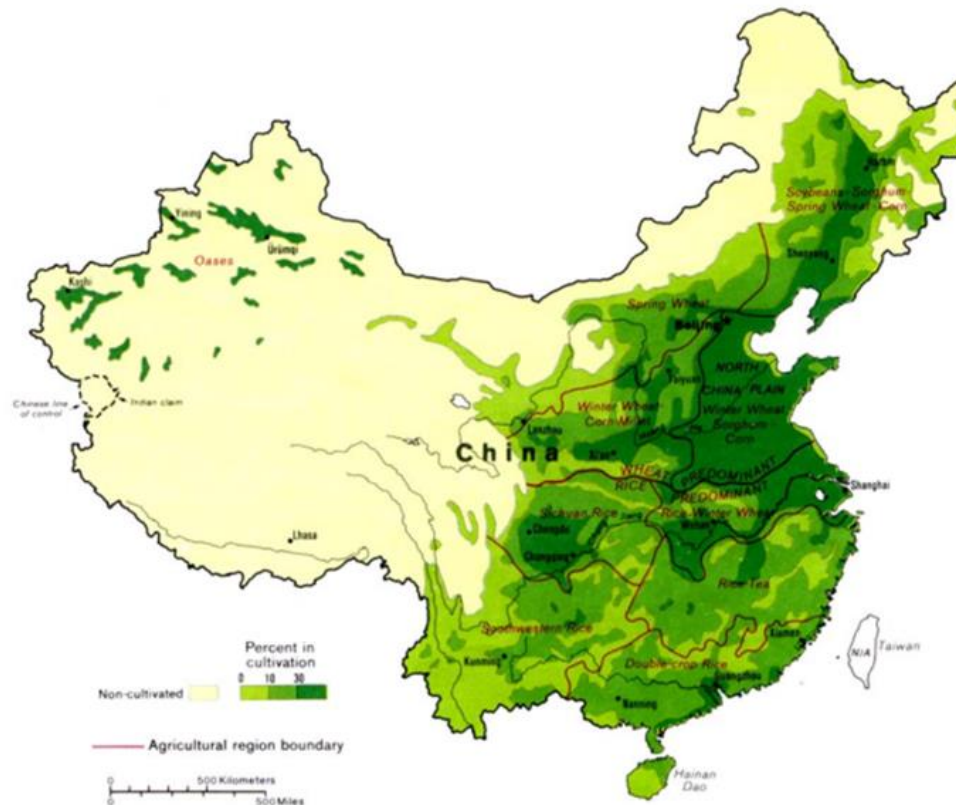 Harbin
Soybeans-Sorghum-
Spring Wheat-Corn
Shenyang
Yining
Ürümqi
Oases
Kashi
Chinese line
of control
Indian claim
Spring Wheat
Beijing
Taiyuan
NORTH
CHINA PLAIN
Winter Wheat
Sorghum-
Corn
Winter Wheat-
Corn-Millet
Lanzhou
Xi'an
China
WHEAT PREDOMINANT
RICE PREDOMINANT
Shanghai
Sichuan Rice
Rice-Winter Wheat
Wuhan
Chengdu
Chongqing
Lhasa
Rice-Tea
Southwestern Rice
Xiamen
Taiwan
N/A
Kunming
Double-crop Rice
Guangzhou
Nanning
Hainan
Dao
Percent in
cultivation
0 10 30
Non-cultivated
Agricultural region boundary
0 500 Kilometers
0 500 Miles